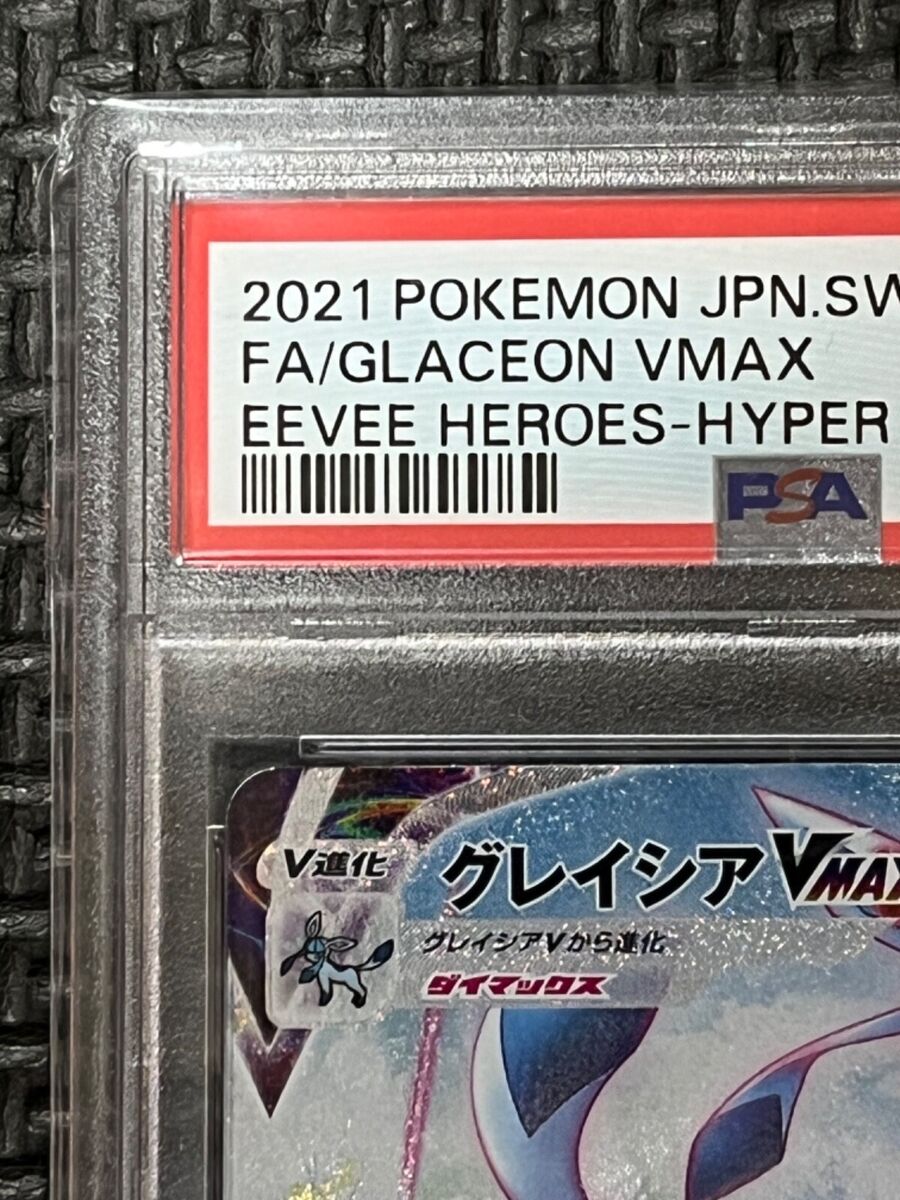 2021 POKEMON JPN.SW
FA/GLACEON VMAX
EEVEE HEROES-HYPER
PSA
V進化
グレイシアVMAX
グレイシアVから進化
ダイマックス